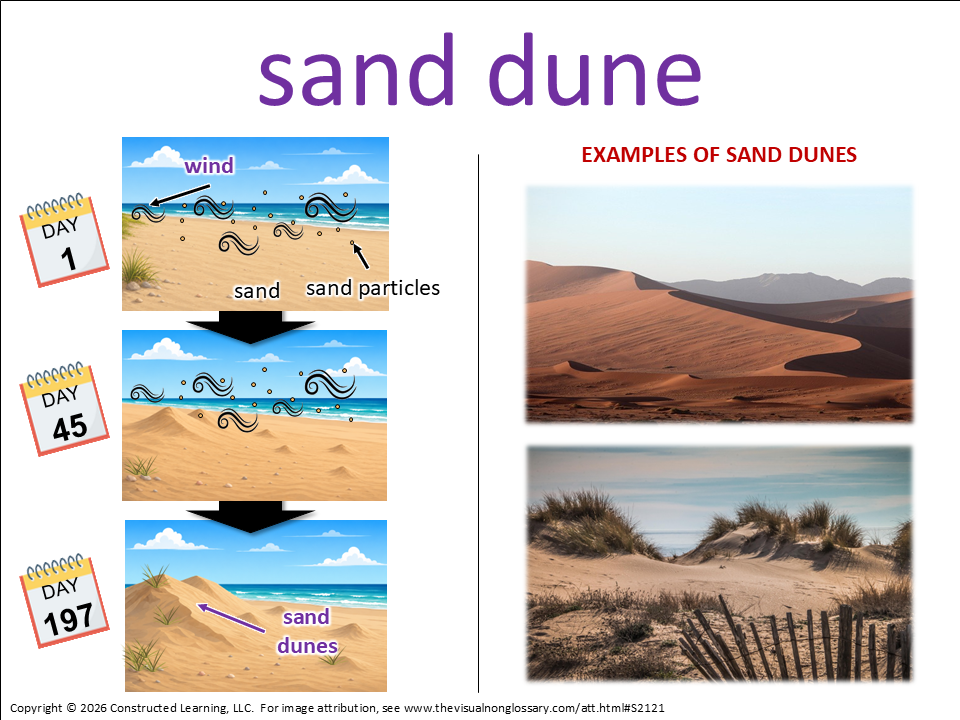 sand dune
wind
DAY
1
sand
sand particles
DAY
45
DAY
197
sand
dunes
EXAMPLES OF SAND DUNES
Copyright © 2026 Constructed Learning, LLC. For image attribution, see www.thevisualnonglossary.com/att.html#S2121